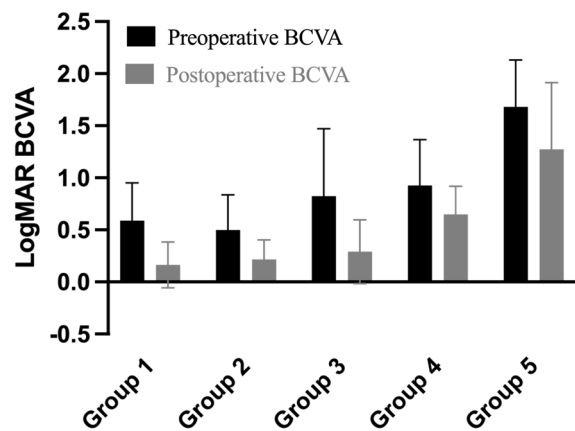 2.5
2.0
1.5
1.0
0.5
0.0
-0.5
LogMAR BCVA
Preoperative BCVA
Postoperative BCVA
Group 1
Group 2
Group 3
Group 4
Group 5